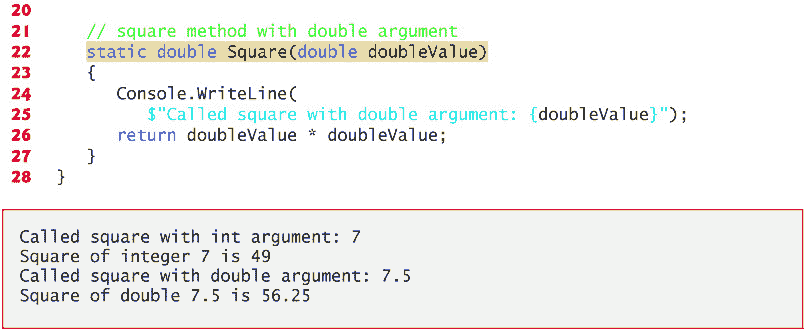 20
21 // square method with double argument
22 static double Square(double doubleValue)
23 {
24 Console.WriteLine(
25 $"Called square with double argument: {doubleValue}");
26 return doubleValue * doubleValue;
27 }
28 }
Called square with int argument: 7
Square of integer 7 is 49
Called square with double argument: 7.5
Square of double 7.5 is 56.25